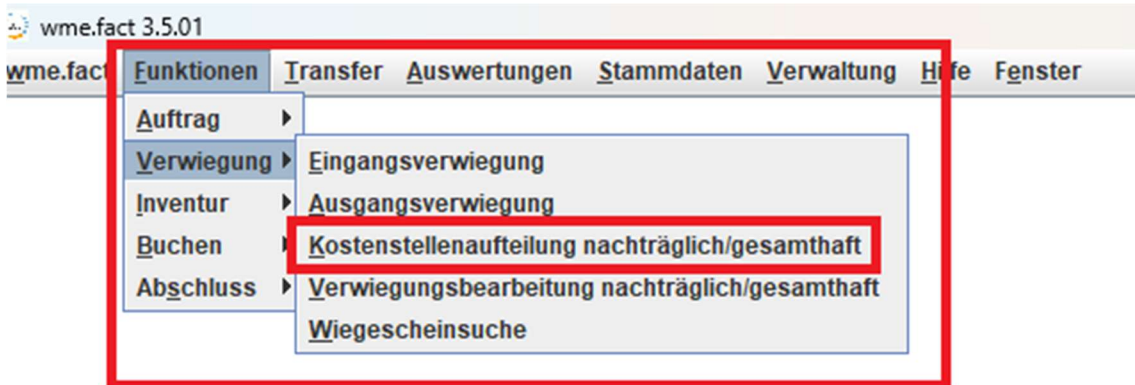 wme.fact 3.5.01
wme.fact Funktionen Transfer Auswertungen Stammdaten Verwaltung Hilfe Fenster
Auftrag
Verwiegung Eingangsverwiegung
Inventur Ausgangsverwiegung
Buchen Kostenstellenaufteilung nachträglich/gesamthaft
Abschluss Verwiegungsbearbeitung nachträglich/gesamthaft
Wiegescheinsuche